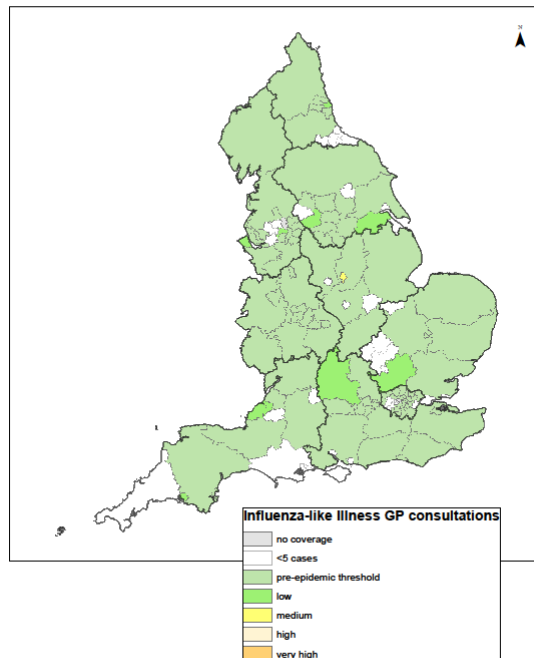 N
Influenza-like Illness GP consultations
no coverage
<5 cases
pre-epidemic threshold
low
medium
high
very high